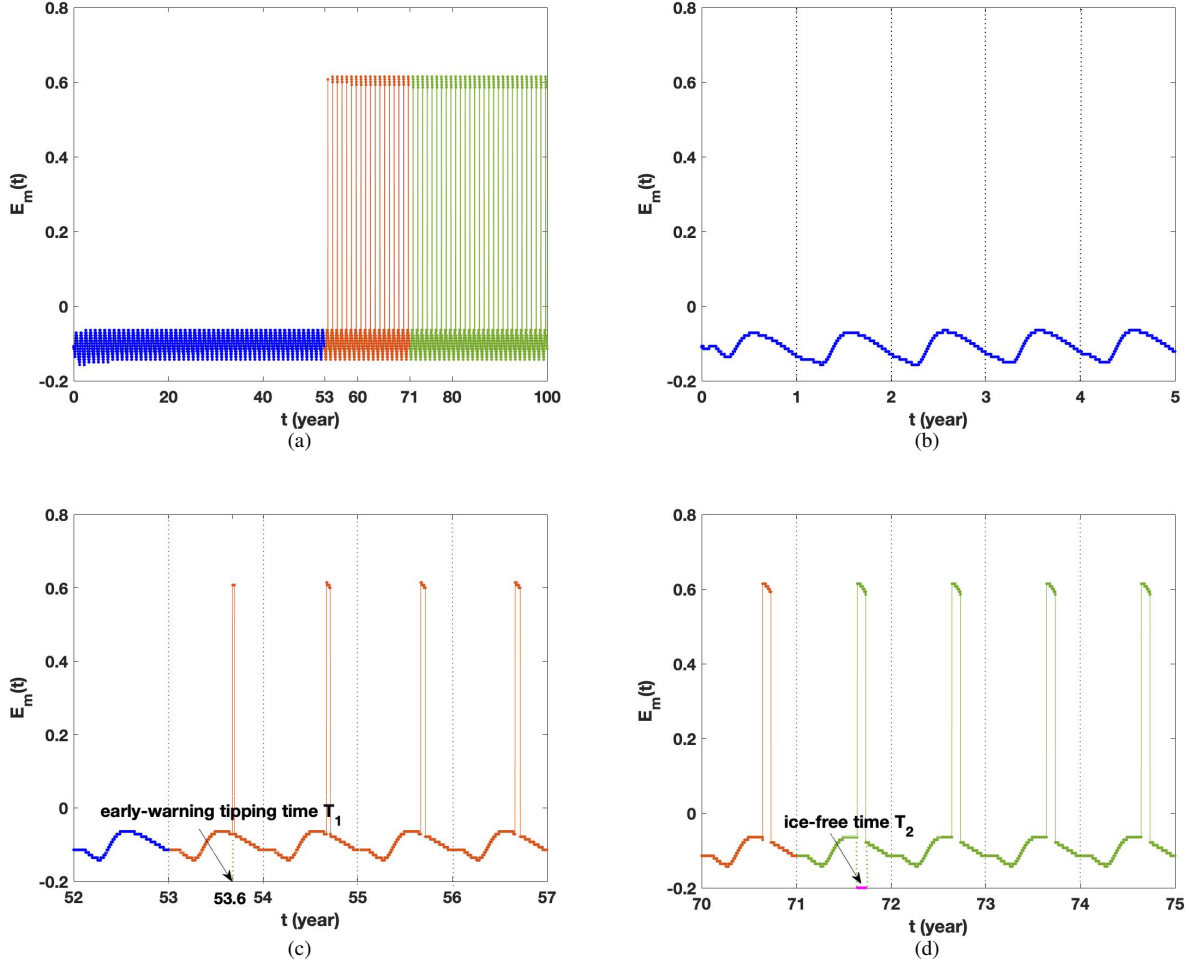 0.8
0.6
0.4
0.2
0
-0.2
E_m(t)
0 20 40 53 60 71 80 100
t (year)
(a)
0.8
0.6
0.4
0.2
0
-0.2
E_m(t)
0 1 2 3 4 5
t (year)
(b)
0.8
0.6
0.4
0.2
0
-0.2
E_m(t)
early-warning tipping time T_1
52 53 53.6 54 55 56 57
t (year)
(c)
0.8
0.6
0.4
0.2
0
-0.2
E_m(t)
ice-free time T_2
70 71 72 73 74 75
t (year)
(d)